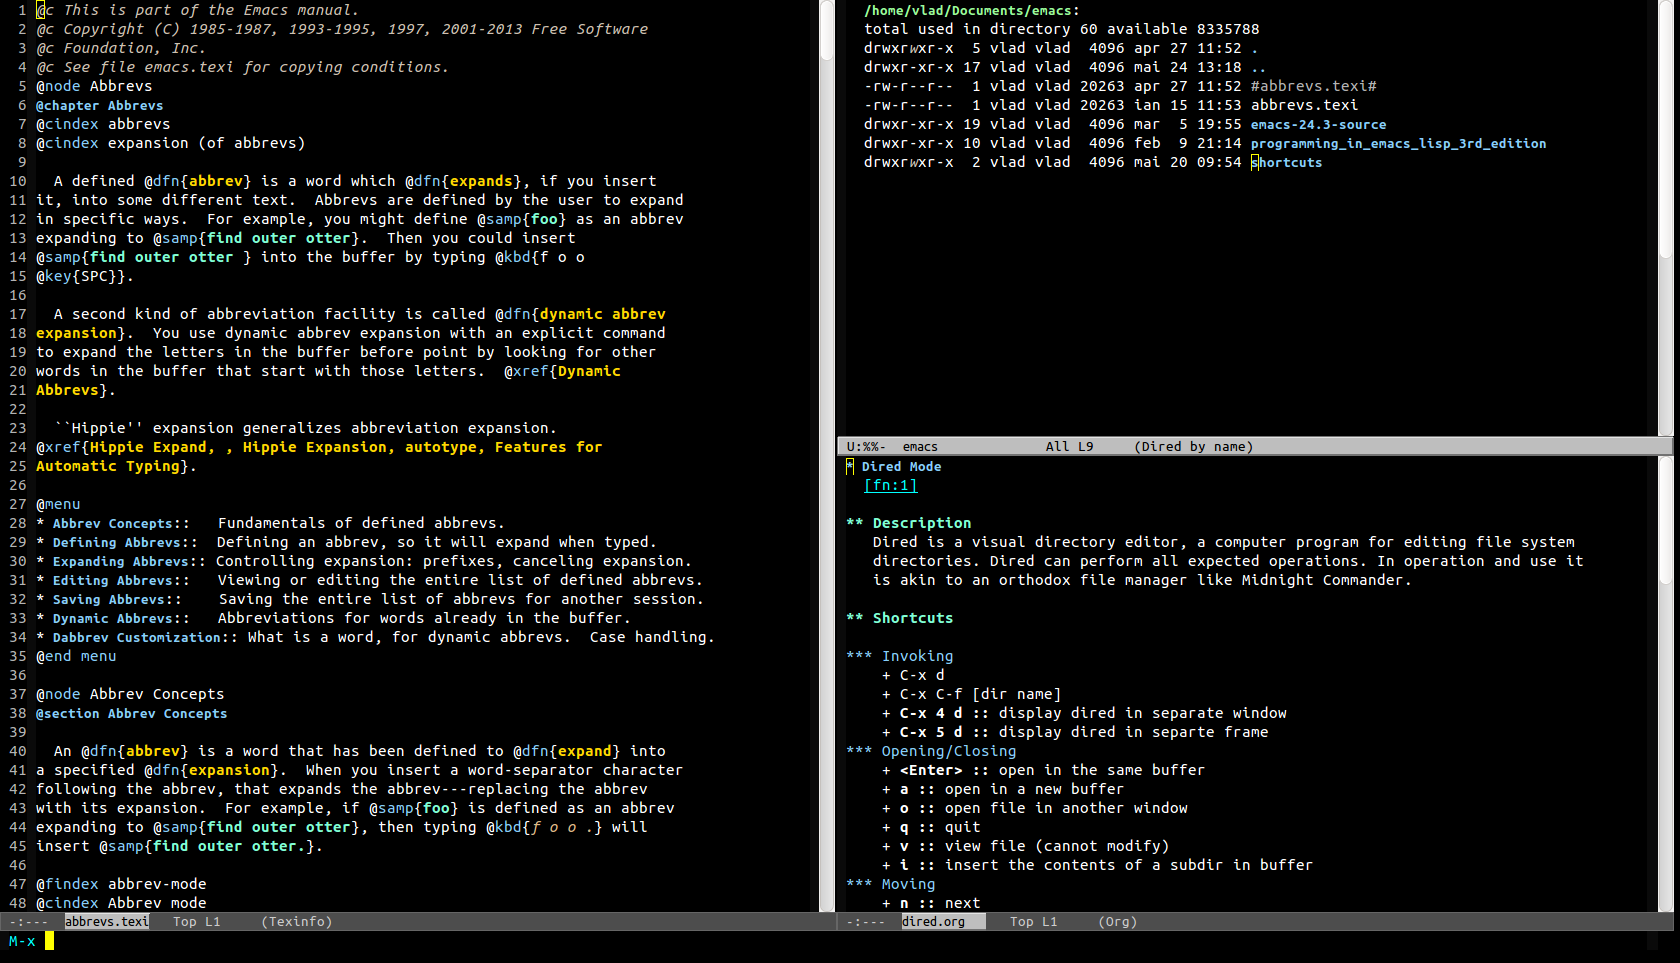 1 @c This is part of the Emacs manual.
2 @c Copyright (C) 1985-1987, 1993-1995, 1997, 2001-2013 Free Software
3 @c Foundation, Inc.
4 @c See file emacs.texi for copying conditions.
5 @node Abbrevs
6 @chapter Abbrevs
7 @cindex abbrevs
8 @cindex expansion (of abbrevs)
9
10   A defined @dfn{abbrev} is a word which @dfn{expands}, if you insert
11 it, into some different text.  Abbrevs are defined by the user to expand
12 in specific ways.  For example, you might define @samp{foo} as an abbrev
13 expanding to @samp{find outer otter}.  Then you could insert
14 @samp{find outer otter } into the buffer by typing @kbd{f o o
15 @key{SPC}}.
16
17   A second kind of abbreviation facility is called @dfn{dynamic abbrev
18 expansion}.  You use dynamic abbrev expansion with an explicit command
19 to expand the letters in the buffer before point by looking for other
20 words in the buffer that start with those letters.  @xref{Dynamic
21 Abbrevs}.
22
23   ``Hippie'' expansion generalizes abbreviation expansion.
24 @xref{Hippie Expand, , Hippie Expansion, autotype, Features for
25 Automatic Typing}.
26
27 @menu
28 * Abbrev Concepts::   Fundamentals of defined abbrevs.
29 * Defining Abbrevs::  Defining an abbrev, so it will expand when typed.
30 * Expanding Abbrevs:: Controlling expansion: prefixes, canceling expansion.
31 * Editing Abbrevs::   Viewing or editing the entire list of defined abbrevs.
32 * Saving Abbrevs::    Saving the entire list of abbrevs for another session.
33 * Dynamic Abbrevs::   Abbreviations for words already in the buffer.
34 * Dabbrev Customization:: What is a word, for dynamic abbrevs.  Case handling.
35 @end menu
36
37 @node Abbrev Concepts
38 @section Abbrev Concepts
39
40   An @dfn{abbrev} is a word that has been defined to @dfn{expand} into
41 a specified @dfn{expansion}.  When you insert a word-separator character
42 following the abbrev, that expands the abbrev---replacing the abbrev
43 with its expansion.  For example, if @samp{foo} is defined as an abbrev
44 expanding to @samp{find outer otter}, then typing @kbd{f o o .} will
45 insert @samp{find outer otter.}.
46
47 @findex abbrev-mode
48 @cindex Abbrev mode
-:---  abbrevs.texi   Top L1     (Texinfo)
/home/vlad/Documents/emacs:
total used in directory 60 available 8335788
drwxrwxr-x  5 vlad vlad  4096 apr 27 11:52 .
drwxr-xr-x 17 vlad vlad  4096 mai 24 13:18 ..
-rw-r--r--  1 vlad vlad 20263 apr 27 11:52 #abbrevs.texi#
-rw-r--r--  1 vlad vlad 20263 ian 15 11:53 abbrevs.texi
drwxr-xr-x 19 vlad vlad  4096 mar  5 19:55 emacs-24.3-source
drwxr-xr-x 10 vlad vlad  4096 feb  9 21:14 programming_in_emacs_lisp_3rd_edition
drwxrwxr-x  2 vlad vlad  4096 mai 20 09:54 shortcuts
U:%%-  emacs              All L9     (Dired by name)
* Dired Mode
[fn:1]

** Description
Dired is a visual directory editor, a computer program for editing file system
directories. Dired can perform all expected operations. In operation and use it
is akin to an orthodox file manager like Midnight Commander.

** Shortcuts

*** Invoking
+ C-x d
+ C-x C-f [dir name]
+ C-x 4 d :: display dired in separate window
+ C-x 5 d :: display dired in separte frame
*** Opening/Closing
+ <Enter> :: open in the same buffer
+ a :: open in a new buffer
+ o :: open file in another window
+ q :: quit
+ v :: view file (cannot modify)
+ i :: insert the contents of a subdir in buffer
*** Moving
+ n :: next
-:---  dired.org     Top L1     (Org)
M-x